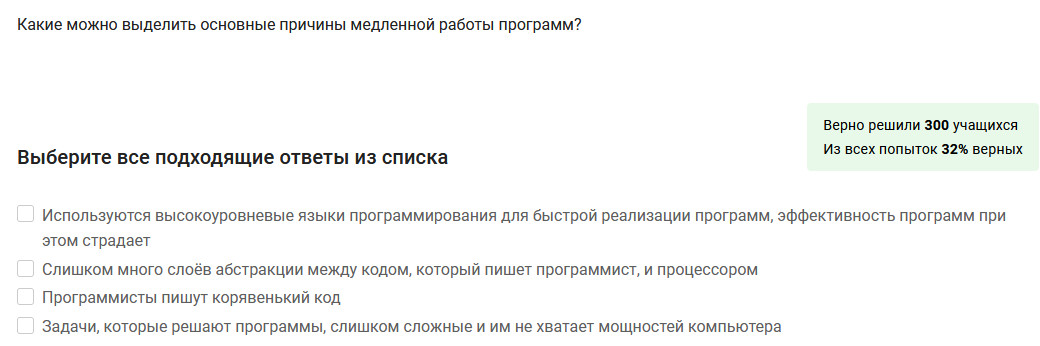 Какие можно выделить основные причины медленной работы программ?
Верно решили 300 учащихся
Из всех попыток 32% верных
Выберите все подходящие ответы из списка
Используются высокоуровневые языки программирования для быстрой реализации программ, эффективность программ при
этом страдает
Слишком много слоёв абстракции между кодом, который пишет программист, и процессором
Программисты пишут корявенький код
Задачи, которые решают программы, слишком сложные и им не хватает мощностей компьютера